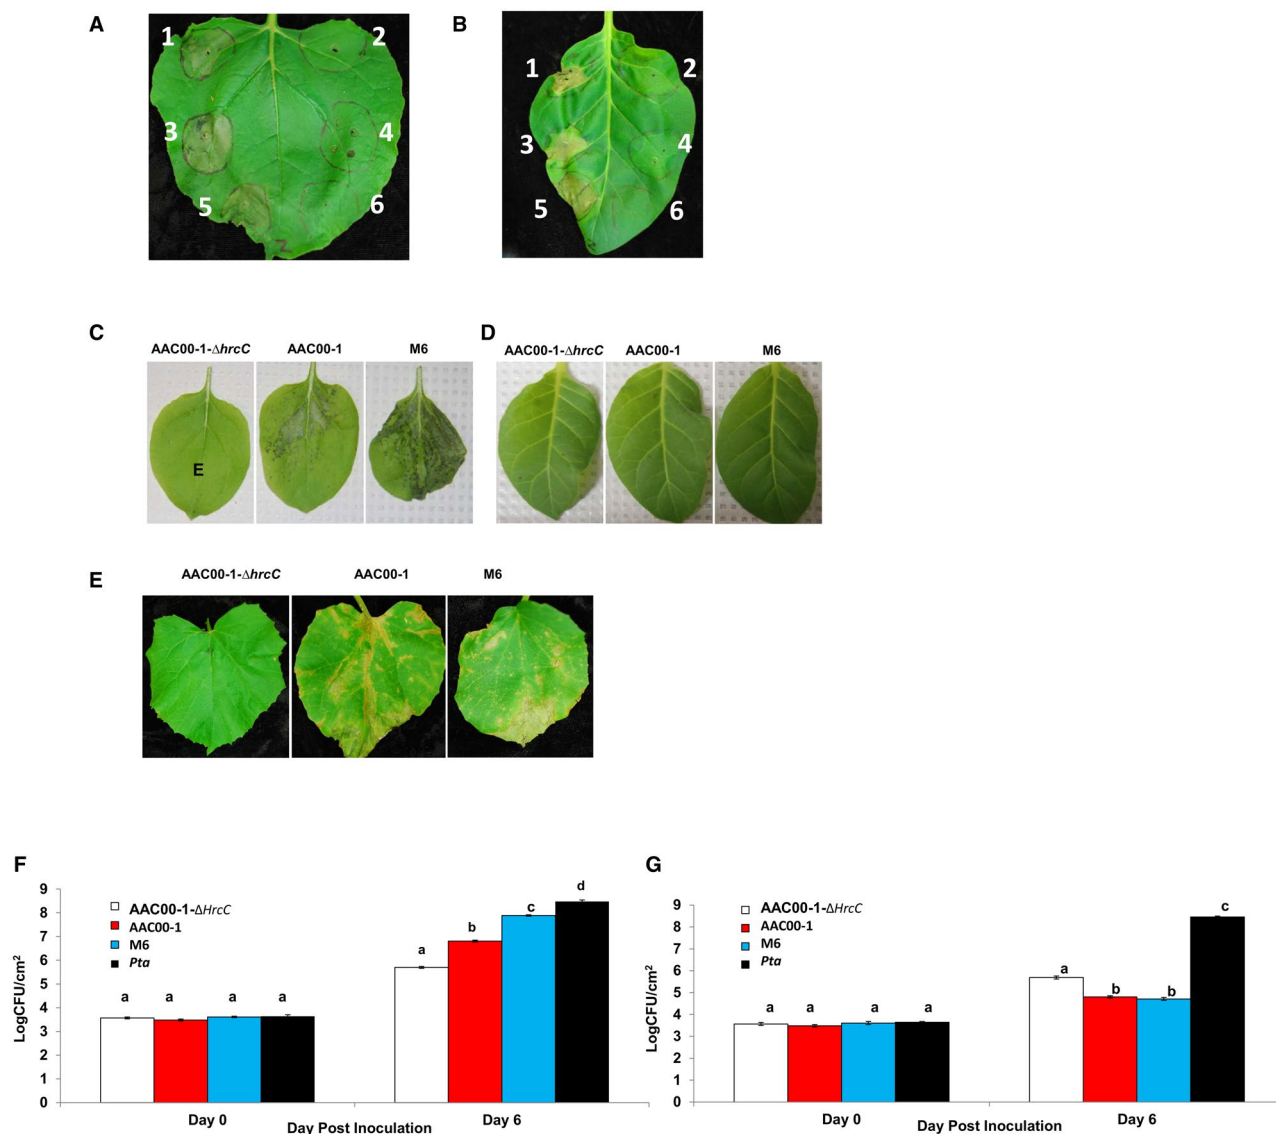 A
1
2
3
4
5
6
B
1
2
3
4
5
6
C
AAC00-1-ΔhrcC
AAC00-1
M6
E
D
AAC00-1-ΔhrcC
AAC00-1
M6
E
AAC00-1-ΔhrcC
AAC00-1
M6
F
LogCFU/cm²
9
8
7
6
5
4
3
2
1
0
AAC00-1-ΔHrcC
AAC00-1
M6
Pta
a
a
a
a
a
b
c
d
Day 0
Day 6
Day Post Inoculation
G
LogCFU/cm²
9
8
7
6
5
4
3
2
1
0
AAC00-1-ΔHrcC
AAC00-1
M6
Pta
a
a
a
a
a
b
b
c
Day 0
Day 6
Day Post Inoculation